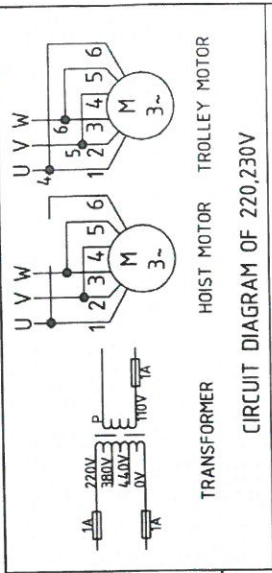 1A
220V
380V
440V
0V
1A
P
110V
1A
TRANSFORMER
U V W
1 2 3 4 5 6
M
3~
HOIST MOTOR
U V W
4 5 6
1 2 3 4 5 6
M
3~
TROLLEY MOTOR
CIRCUIT DIAGRAM OF 220,230V